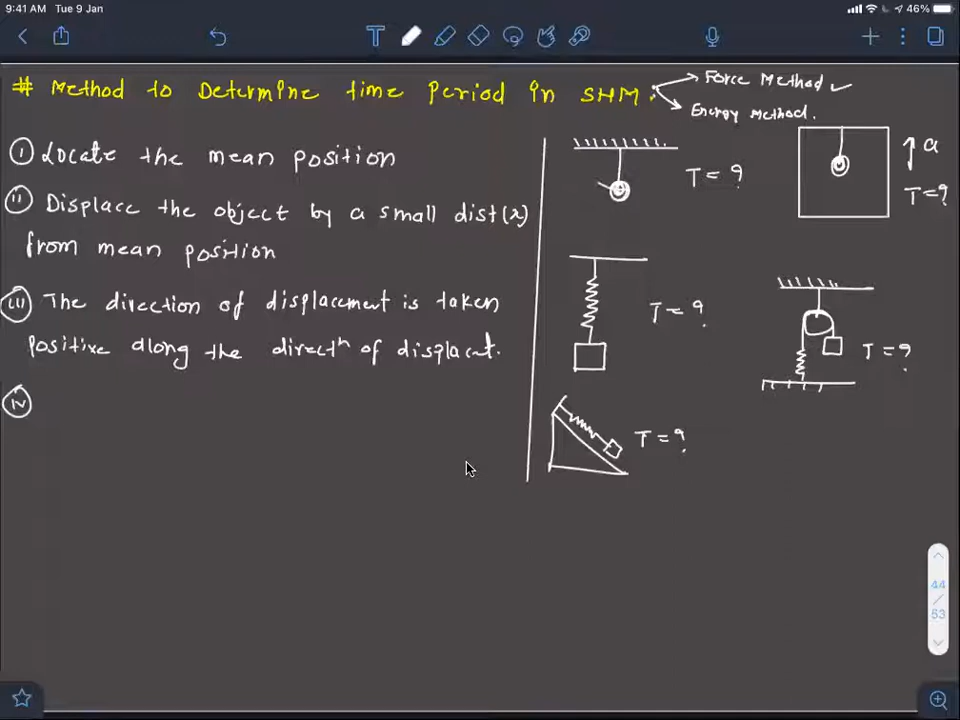 9:41 AM Tue 9 Jan
46%
# Method to Determine time Period in SHM.
Force Method ✓
Energy Method.
(i) Locate the mean position
(ii) Displace the object by a small dist(x)
from mean position
(iii) The direction of displacement is taken
positive along the directn of displacat.
(iv)
T = ?
a
T = ?
T = ?
T = ?
T = ?
44
/
53